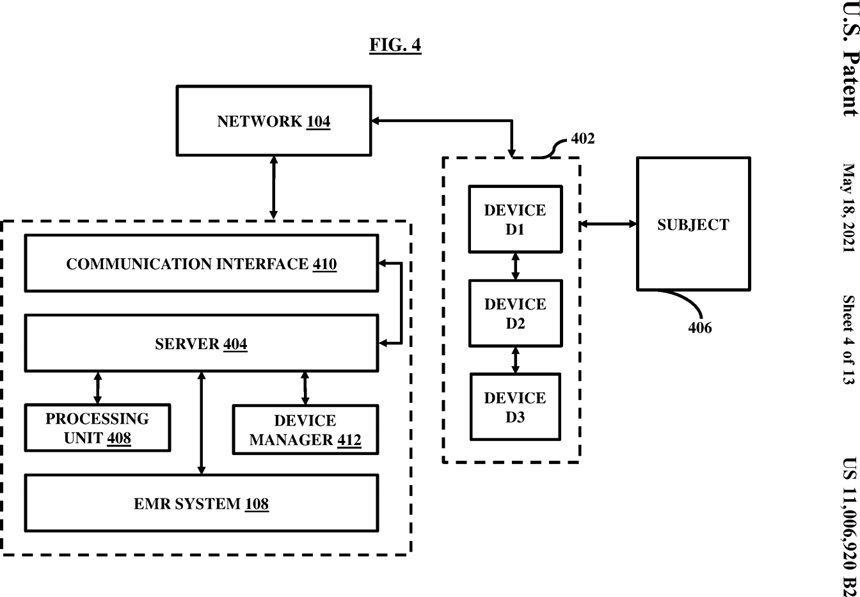 U.S. Patent
May 18, 2021
Sheet 4 of 13
US 11,006,920 B2
FIG. 4
NETWORK 104
402
DEVICE
D1
SUBJECT
COMMUNICATION INTERFACE 410
DEVICE
D2
406
SERVER 404
DEVICE
D3
PROCESSING
UNIT 408
DEVICE
MANAGER 412
EMR SYSTEM 108